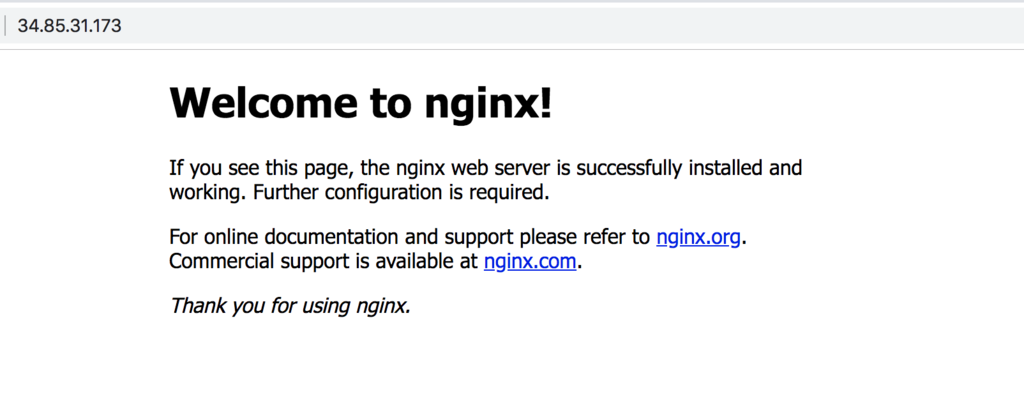 34.85.31.173
Welcome to nginx!
If you see this page, the nginx web server is successfully installed and
working. Further configuration is required.
For online documentation and support please refer to nginx.org.
Commercial support is available at nginx.com.
Thank you for using nginx.